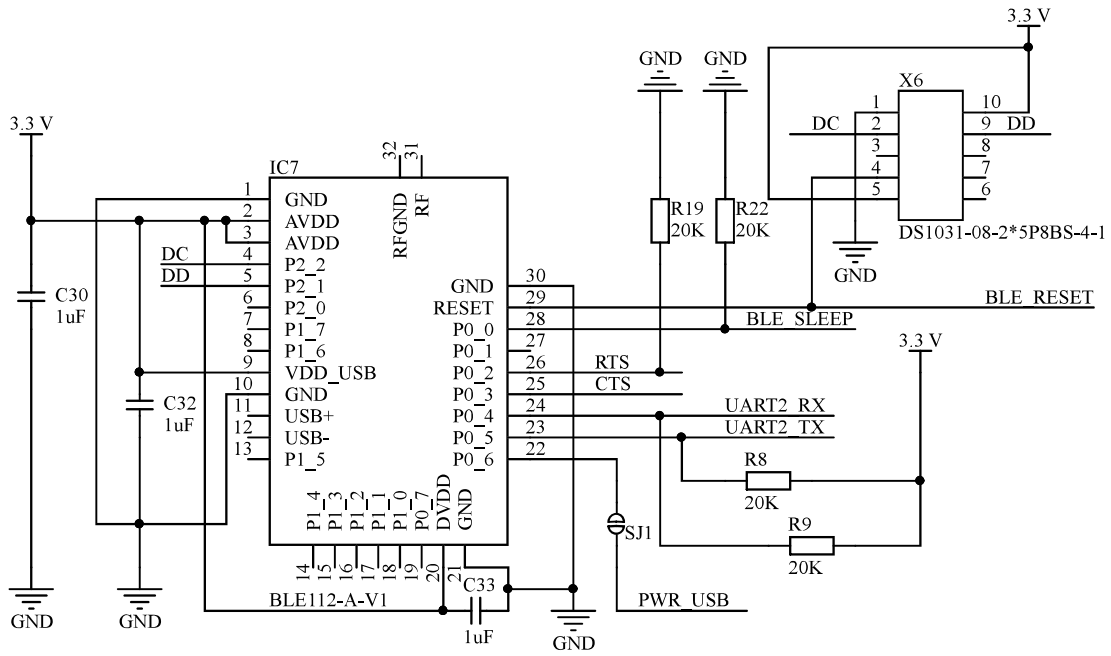 3.3 V
GND
GND
X6
1
10
DC
2
9
DD
3
8
4
7
5
6
DS1031-08-2*5P8BS-4-1
GND
3.3 V
IC7
32
31
RFGND
RF
1
GND
2
AVDD
3
AVDD
DC
4
P2_2
DD
5
P2_1
6
P2_0
7
P1_7
8
P1_6
9
VDD_USB
10
GND
11
USB+
12
USB-
13
P1_5
C30
1uF
C32
1uF
R19
20K
R22
20K
GND
30
RESET
29
BLE_RESET
P0_0
28
BLE_SLEEP
P0_1
27
P0_2
26
RTS
P0_3
25
CTS
P0_4
24
UART2_RX
P0_5
23
UART2_TX
P0_6
22
3.3 V
R8
20K
R9
20K
SJ1
P1_4
P1_3
P1_2
P1_1
P1_0
P0_7
DVDD
GND
14
15
16
17
18
19
20
21
C33
1uF
BLE112-A-V1
PWR_USB
GND
GND
GND